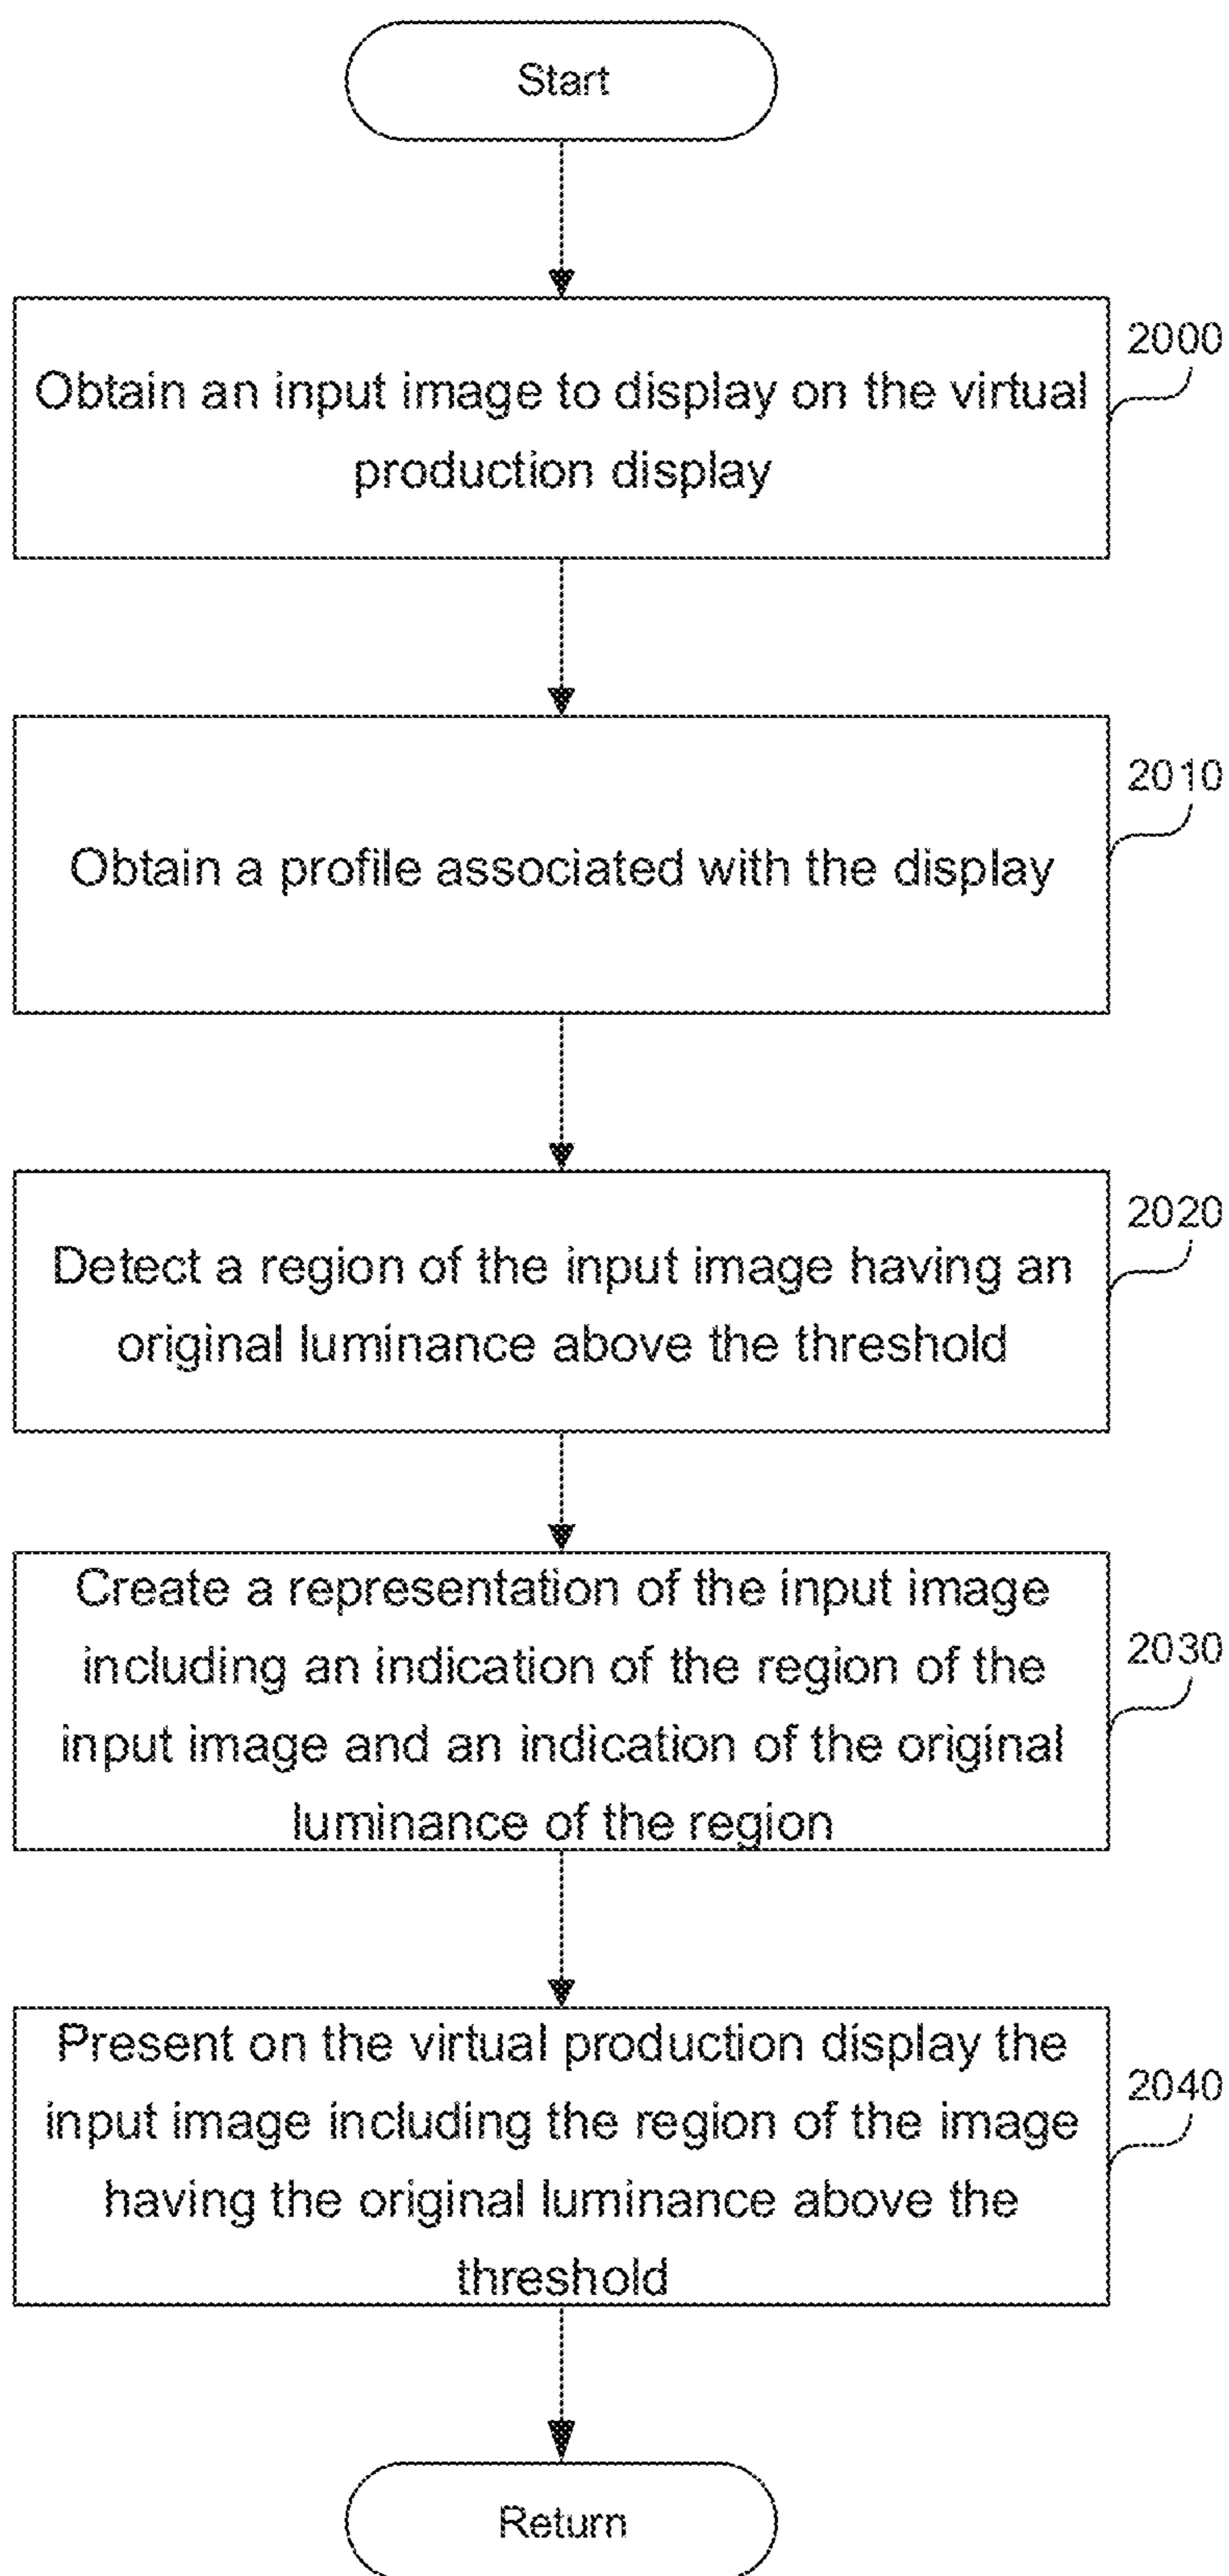 Start
2000
Obtain an input image to display on the virtual
production display
2010
Obtain a profile associated with the display
2020
Detect a region of the input image having an
original luminance above the threshold
2030
Create a representation of the input image
including an indication of the region of the
input image and an indication of the original
luminance of the region
2040
Present on the virtual production display the
input image including the region of the image
having the original luminance above the
threshold
Return